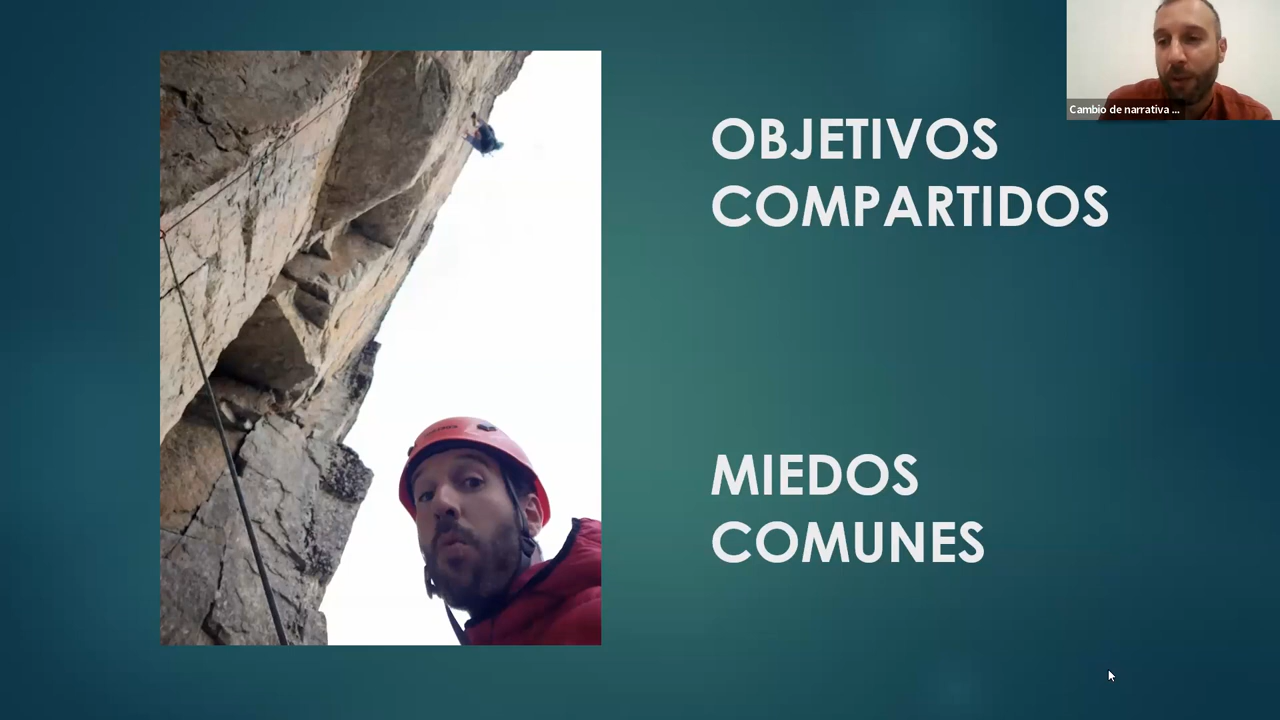 Cambio de narrativa ...
OBJETIVOS
COMPARTIDOS
MIEDOS
COMUNES